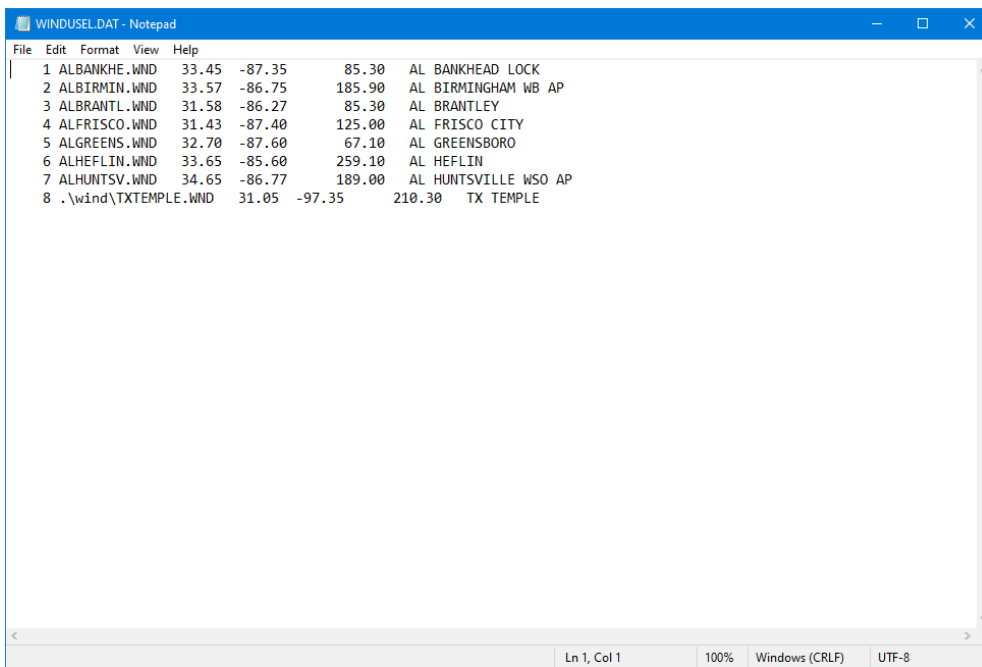 WINDUSEL.DAT - Notepad
File Edit Format View Help
1 ALBANKHE.WND 33.45 -87.35 85.30 AL BANKHEAD LOCK
2 ALBIRMIN.WND 33.57 -86.75 185.90 AL BIRMINGHAM WB AP
3 ALBRANTL.WND 31.58 -86.27 85.30 AL BRANTLEY
4 ALFRISCO.WND 31.43 -87.40 125.00 AL FRISCO CITY
5 ALGREENS.WND 32.70 -87.60 67.10 AL GREENSBORO
6 ALHEFLIN.WND 33.65 -85.60 259.10 AL HEFLIN
7 ALHUNTSV.WND 34.65 -86.77 189.00 AL HUNTSVILLE WSO AP
8 .\wind\TXTEMPLE.WND 31.05 -97.35 210.30 TX TEMPLE
Ln 1, Col 1 100% Windows (CRLF) UTF-8